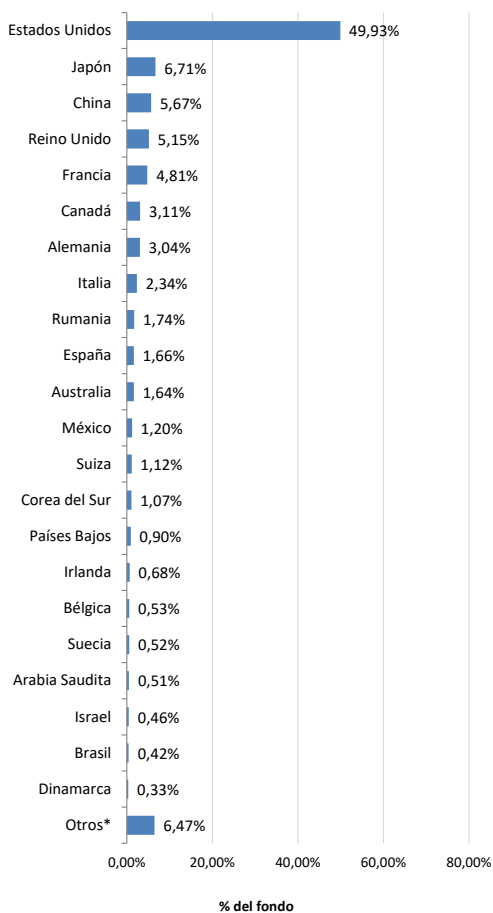 Estados Unidos 49,93%
Japón 6,71%
China 5,67%
Reino Unido 5,15%
Francia 4,81%
Canadá 3,11%
Alemania 3,04%
Italia 2,34%
Rumania 1,74%
España 1,66%
Australia 1,64%
México 1,20%
Suiza 1,12%
Corea del Sur 1,07%
Países Bajos 0,90%
Irlanda 0,68%
Bélgica 0,53%
Suecia 0,52%
Arabia Saudita 0,51%
Israel 0,46%
Brasil 0,42%
Dinamarca 0,33%
Otros* 6,47%
0,00% 20,00% 40,00% 60,00% 80,00%
% del fondo